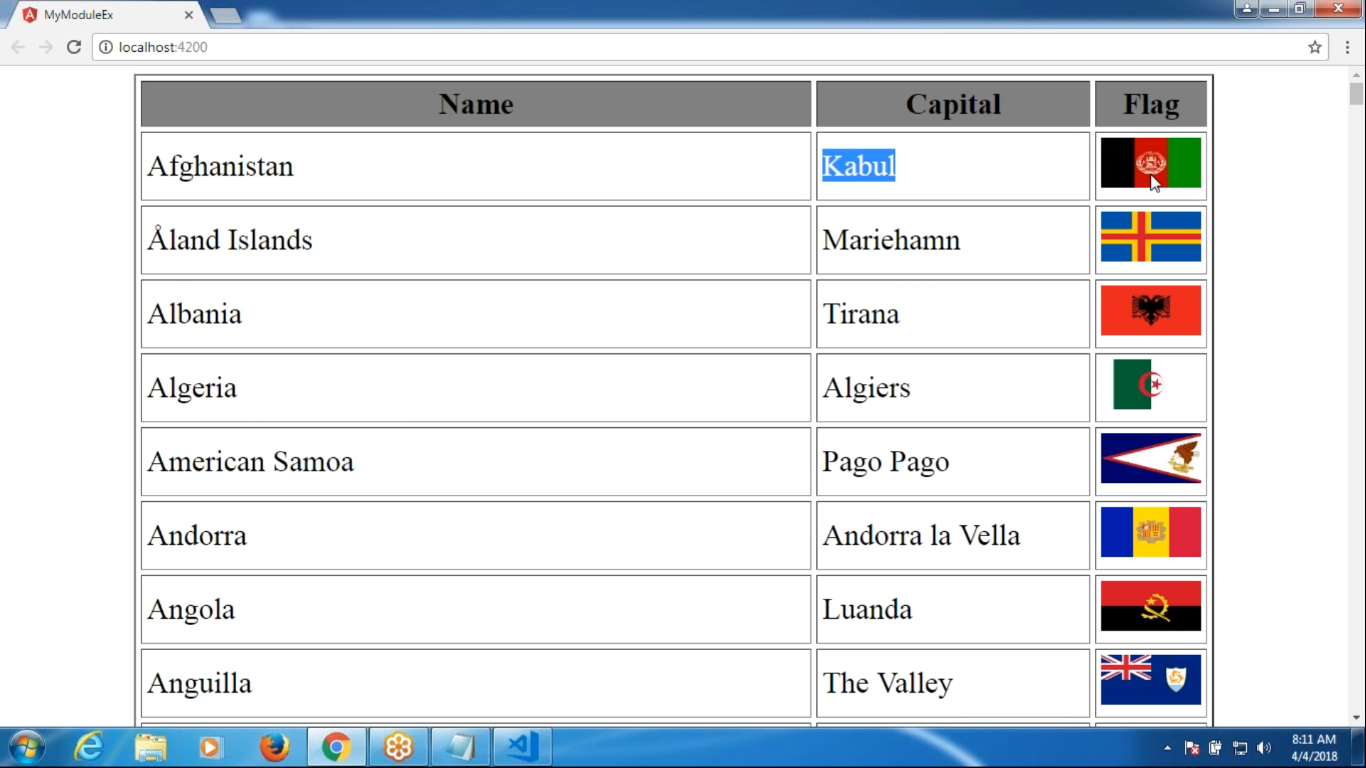 MyModuleEx
localhost:4200
Name Capital Flag
Afghanistan Kabul
Åland Islands Mariehamn
Albania Tirana
Algeria Algiers
American Samoa Pago Pago
Andorra Andorra la Vella
Angola Luanda
Anguilla The Valley
8:11 AM
4/4/2018